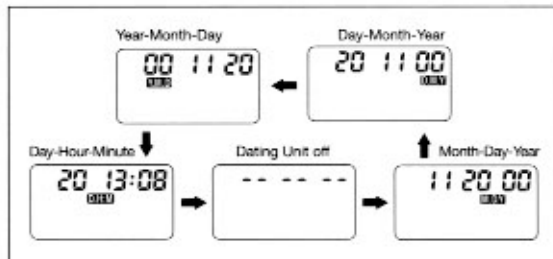 Year-Month-Day
00 11 20
Y.M.D
Day-Month-Year
20 11 00
D.M.Y
Day-Hour-Minute
20 13:08
D.H.M
Dating Unit off
-- -- --
Month-Day-Year
11 20 00
M.D.Y